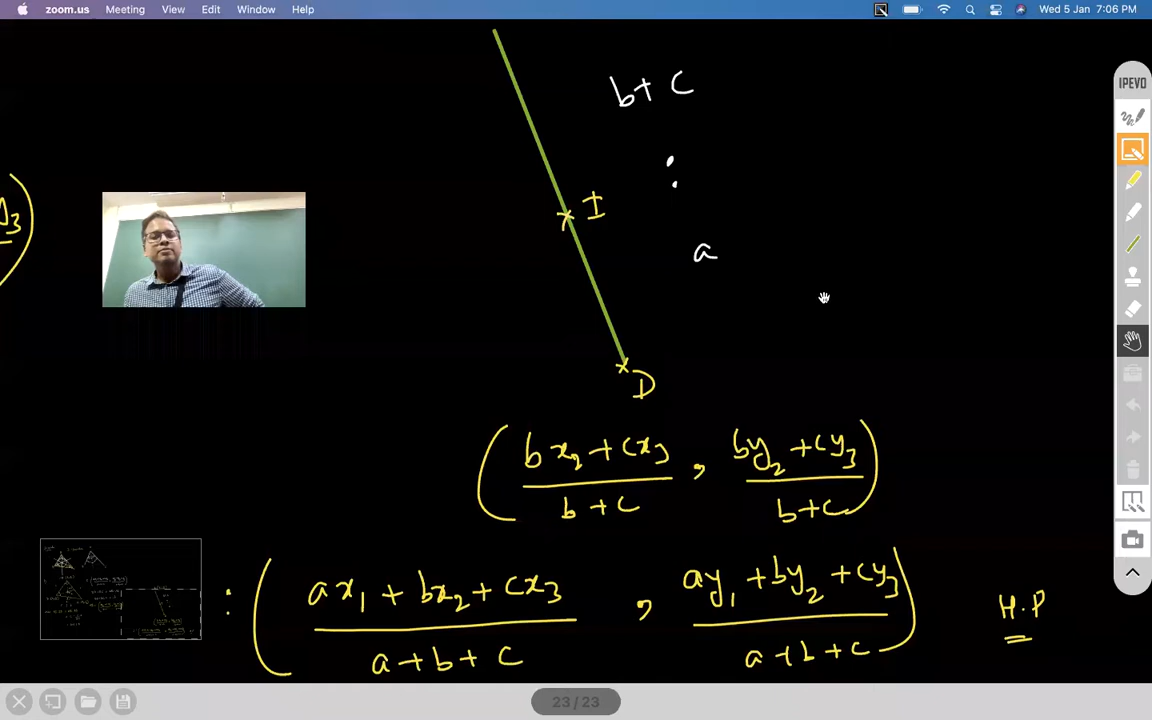 zoom.us Meeting View Edit Window Help Wed 5 Jan 7:06 PM
IPEVO
b+c
:
a
y3)
I
D
(bx2+cx3/b+c, by2+cy3/b+c)
: (ax1+bx2+cx3/a+b+c, ay1+by2+cy3/a+b+c) H.P
23/23